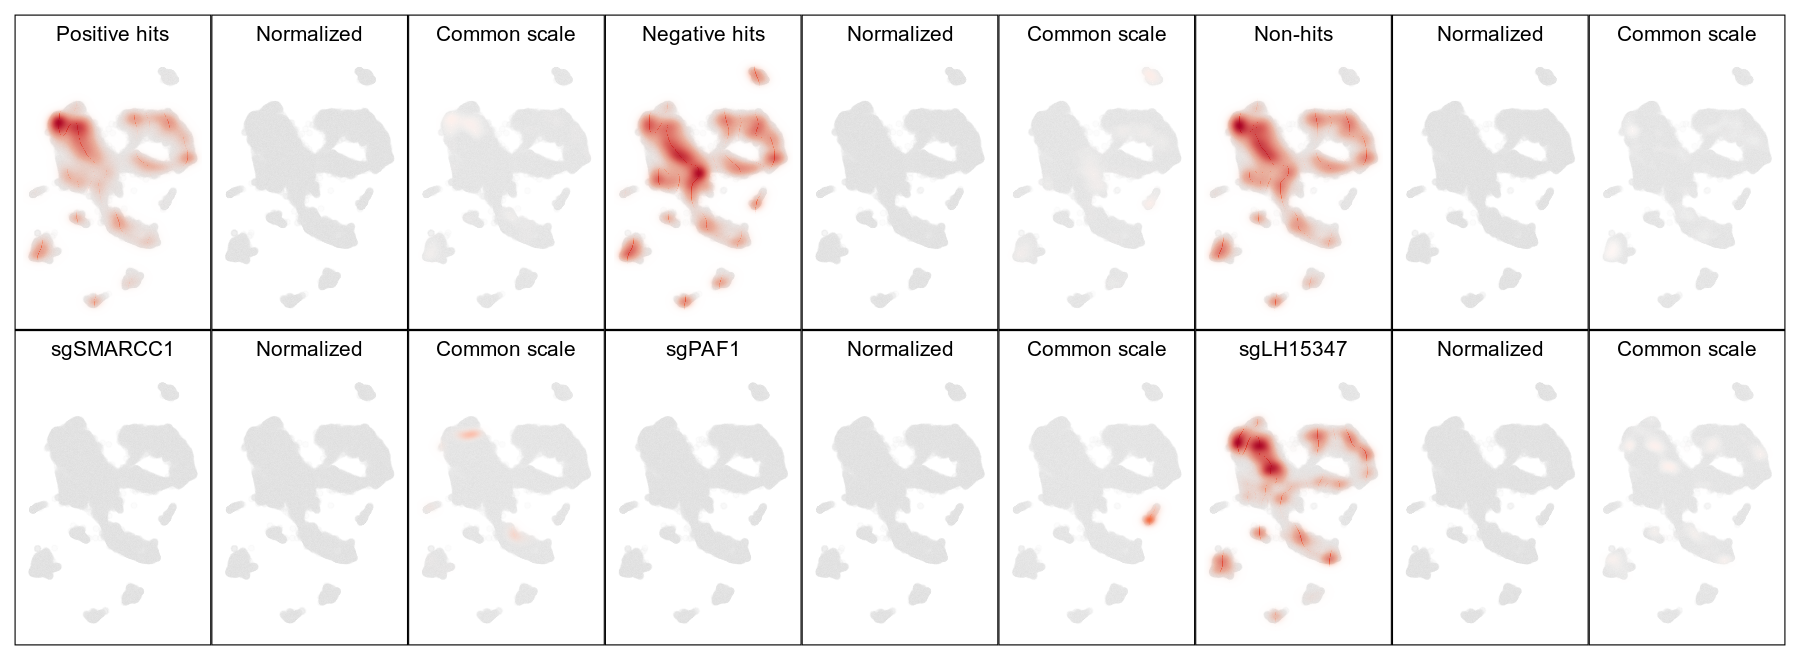 Positive hits
Normalized
Common scale
Negative hits
Normalized
Common scale
Non-hits
Normalized
Common scale
sgSMARCC1
Normalized
Common scale
sgPAF1
Normalized
Common scale
sgLH15347
Normalized
Common scale